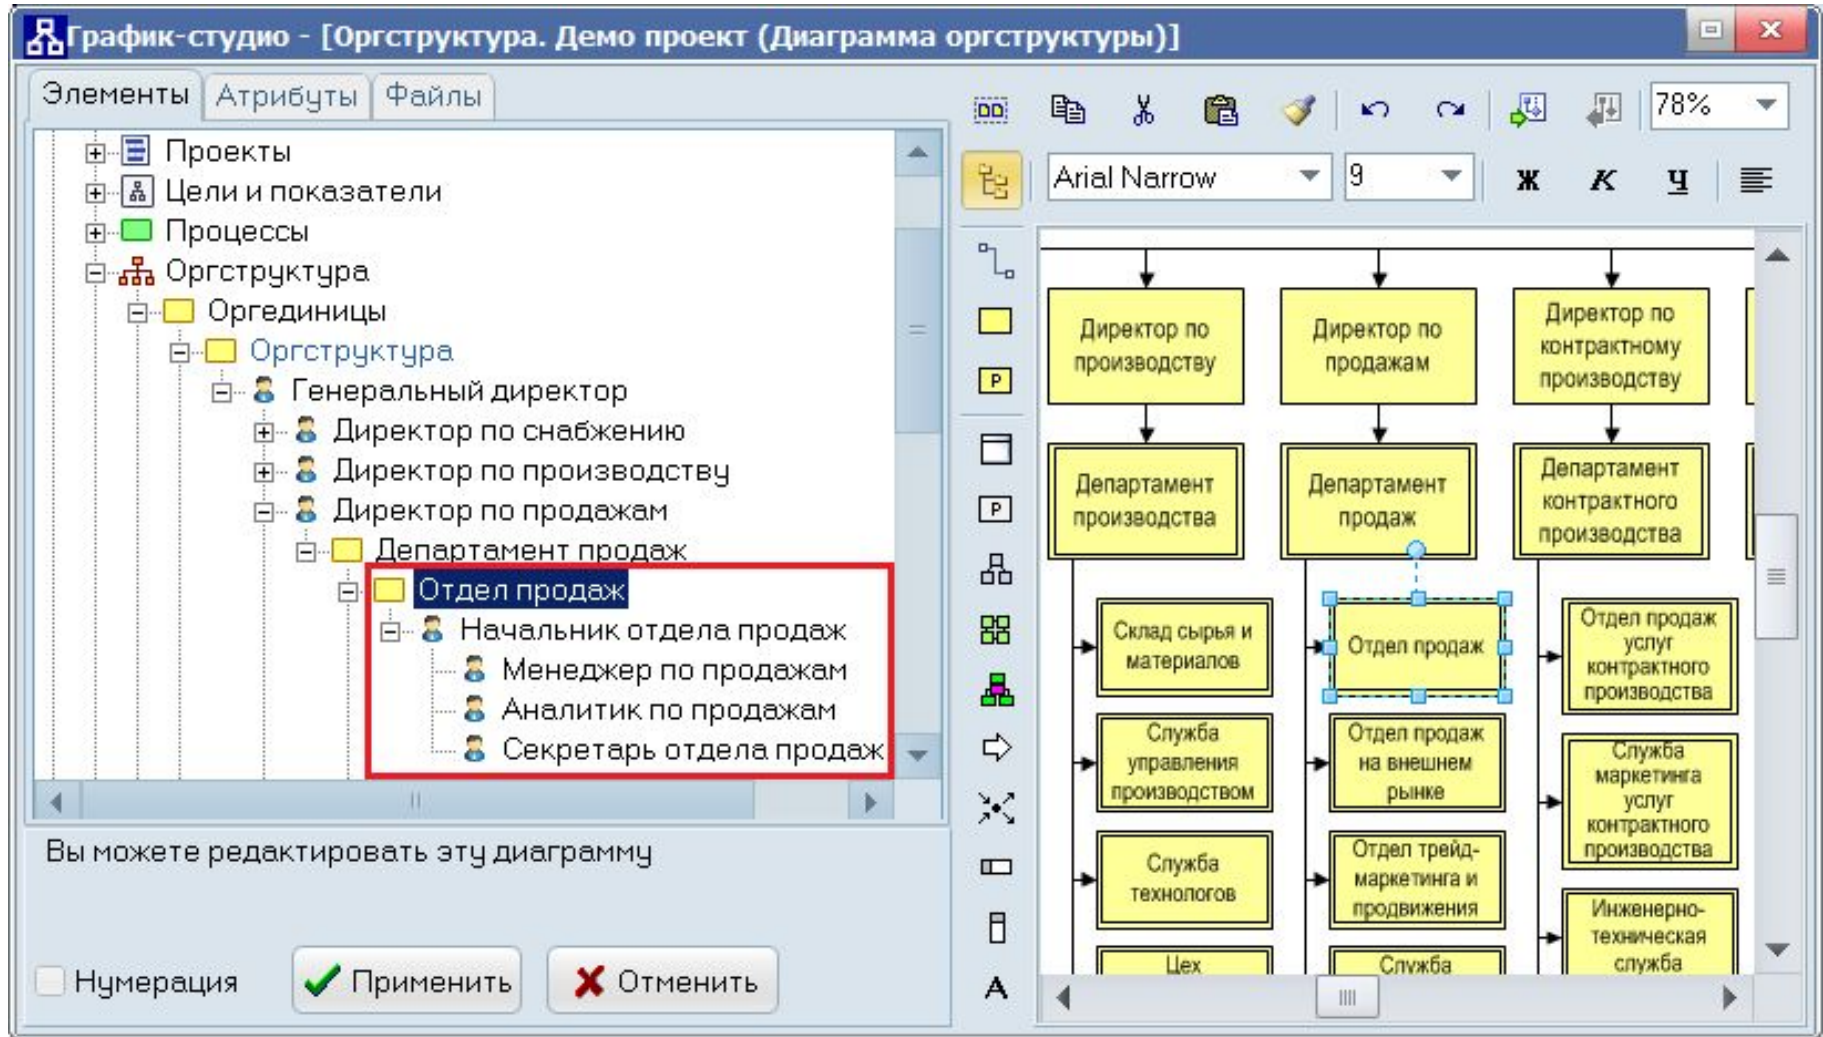 График-студио - [Оргструктура. Демо проект (Диаграмма оргструктуры)]
Элементы
Атрибуты
Файлы
Проекты
Цели и показатели
Процессы
Оргструктура
Оргединицы
Оргструктура
Генеральный директор
Директор по снабжению
Директор по производству
Директор по продажам
Департамент продаж
Отдел продаж
Начальник отдела продаж
Менеджер по продажам
Аналитик по продажам
Секретарь отдела продаж
Вы можете редактировать эту диаграмму
Нумерация
Применить
Отменить
78%
Arial Narrow
9
Ж
К
Ч
P
P
A
Директор по
производству
Директор по
продажам
Директор по
контрактному
производству
Департамент
производства
Департамент
продаж
Департамент
контрактного
производства
Склад сырья и
материалов
Отдел продаж
Отдел продаж
услуг
контрактного
производства
Служба
управления
производством
Отдел продаж
на внешнем
рынке
Служба
маркетинга
услуг
контрактного
производства
Служба
технологов
Отдел трейд-
маркетинга и
продвижения
Инженерно-
техническая
служба
Цех
Служба